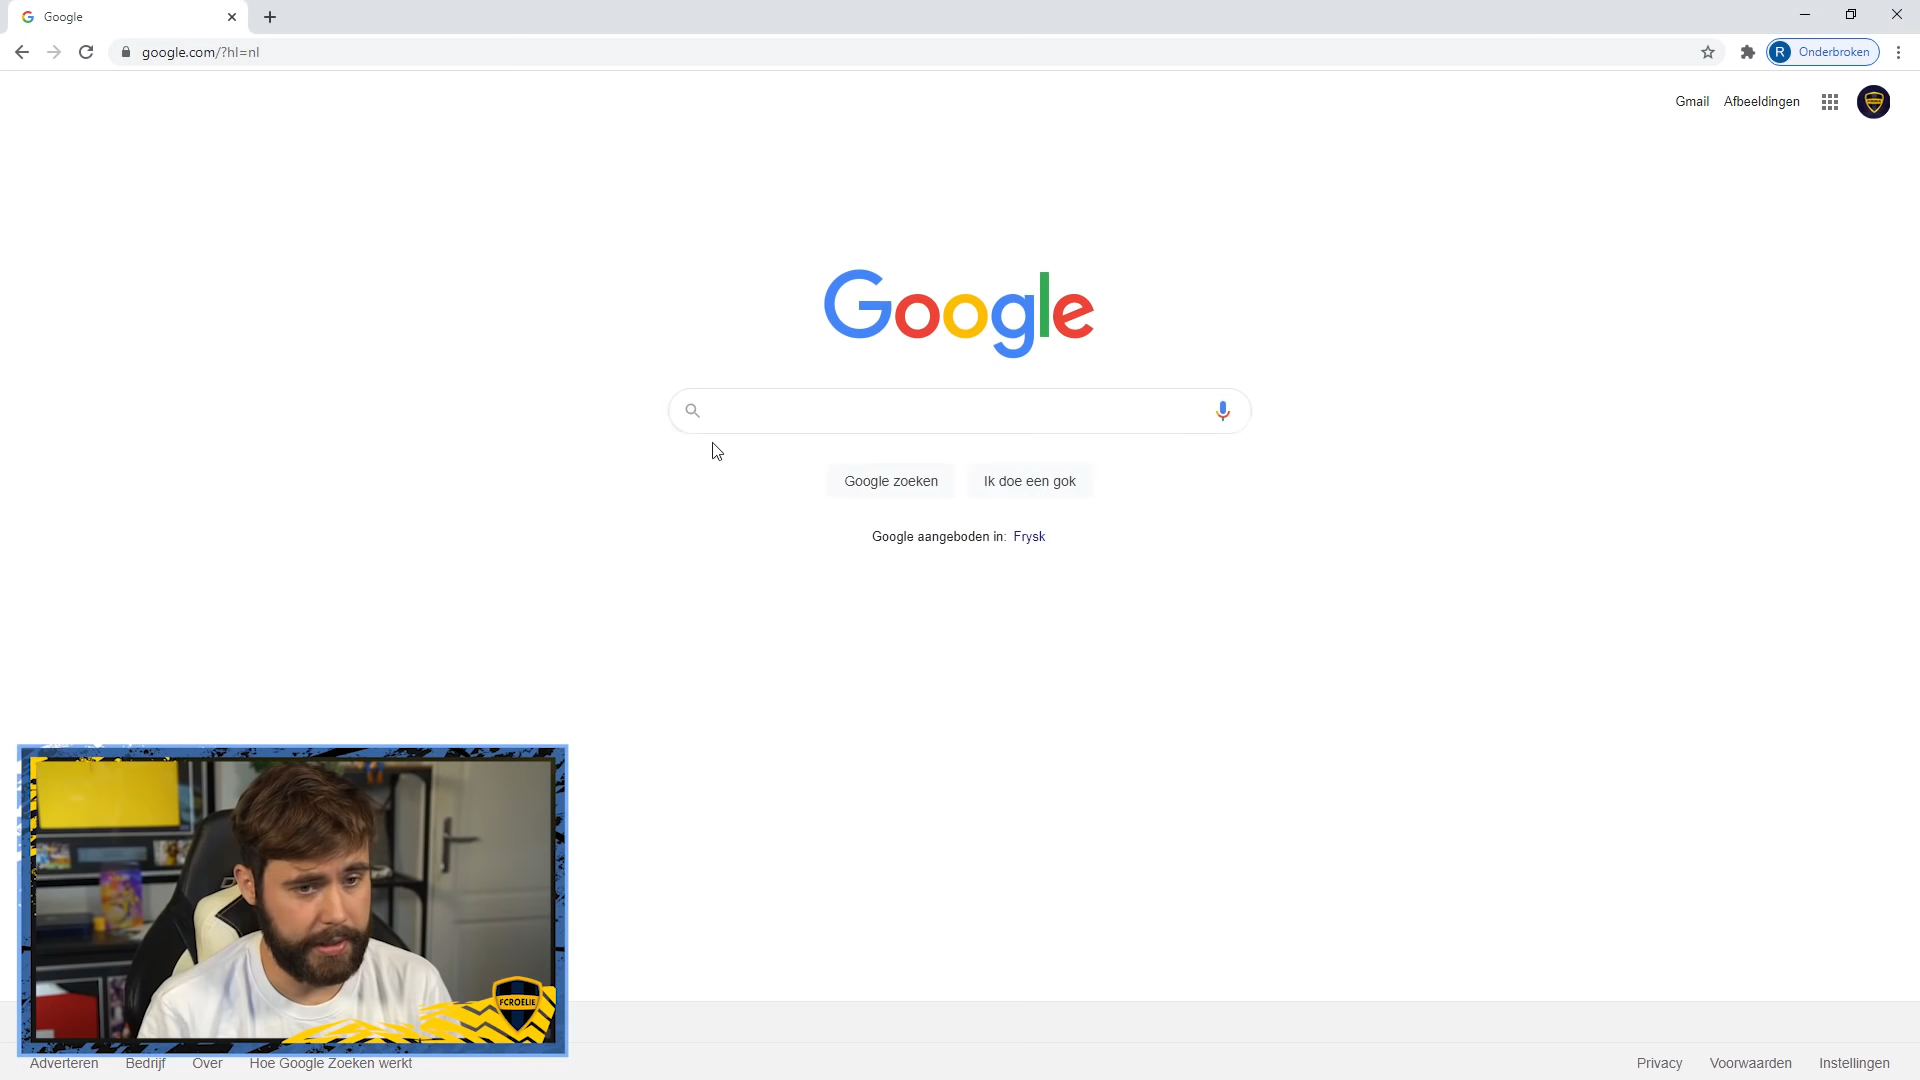 Google
google.com/?hl=nl
R Onderbroken
Gmail Afbeeldingen
Google
Google zoeken Ik doe een gok
Google aangeboden in: Frysk
FCROELIE
Adverteren Bedrijf Over Hoe Google Zoeken werkt Privacy Voorwaarden Instellingen